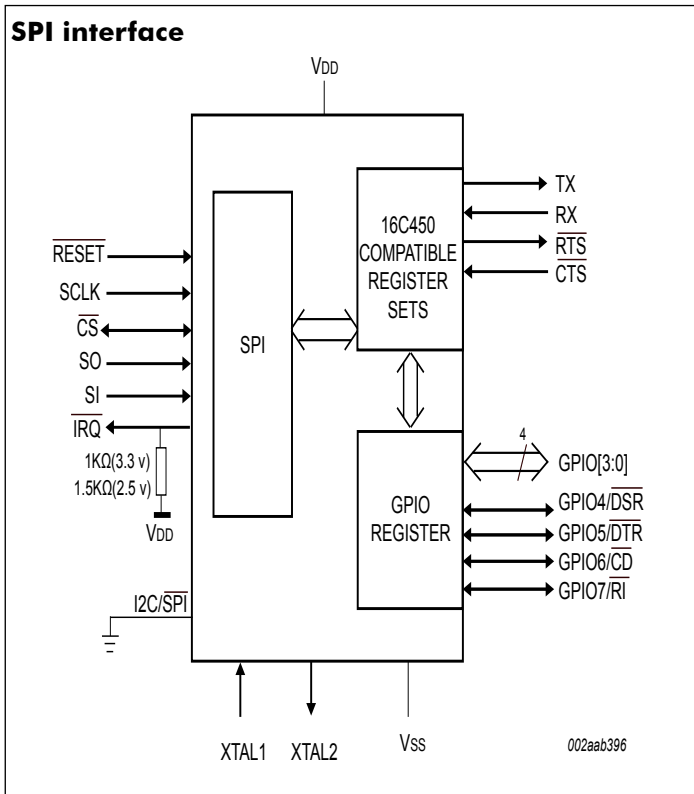 SPI interface
VDD
RESET
SCLK
CS
SO
SI
IRQ
1KΩ(3.3 v)
1.5KΩ(2.5 v)
VDD
I2C/SPI
SPI
16C450
COMPATIBLE
REGISTER
SETS
GPIO
REGISTER
TX
RX
RTS
CTS
4
GPIO[3:0]
GPIO4/DSR
GPIO5/DTR
GPIO6/CD
GPIO7/RI
XTAL1
XTAL2
VSS
002aab396